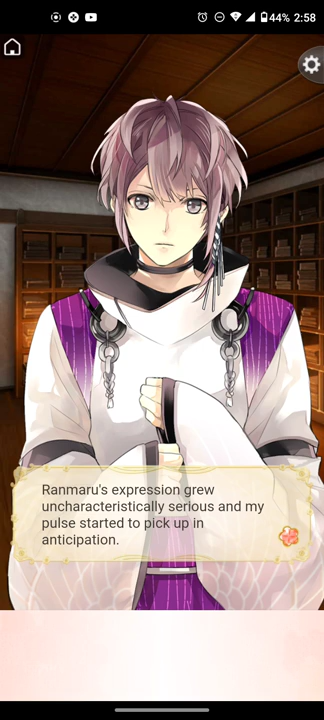 44% 2:58
Ranmaru's expression grew
uncharacteristically serious and my
pulse started to pick up in
anticipation.